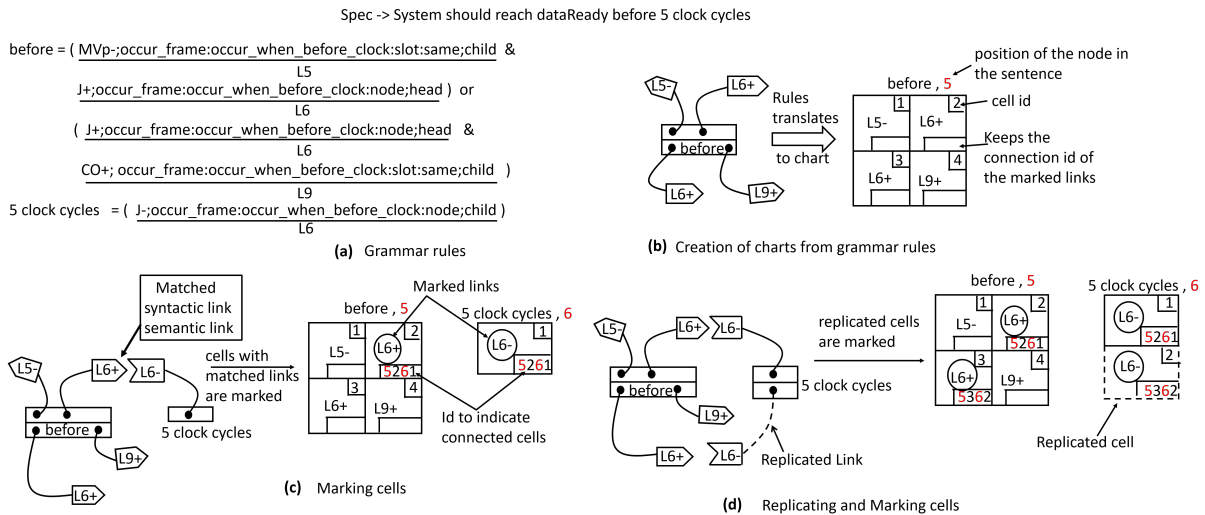 Spec -> System should reach dataReady before 5 clock cycles
before = ( MVp-;occur_frame:occur_when_before_clock:slot:same;child &
L5
J+;occur_frame:occur_when_before_clock:node;head ) or
L6
( J+;occur_frame:occur_when_before_clock:node;head &
L6
CO+; occur_frame:occur_when_before_clock:slot:same;child )
L9
5 clock cycles = ( J-;occur_frame:occur_when_before_clock:node;child )
L6
(a) Grammar rules
L5-
L6+
before
L6+
L9+
Rules
translates
to chart
before , 5
1
L5-
2
L6+
3
L6+
4
L9+
position of the node in
the sentence
cell id
Keeps the
connection id of
the marked links
(b) Creation of charts from grammar rules
Matched
syntactic link
semantic link
L5-
L6+
L6-
before
5 clock cycles
L9+
L6+
cells with
matched links
are marked
Marked links
before , 5
1
L5-
2
L6+
5261
3
L6+
4
L9+
5 clock cycles , 6
1
L6-
5261
Id to indicate
connected cells
(c) Marking cells
L5-
L6+
L6-
before
5 clock cycles
L9+
L6+
L6-
Replicated Link
replicated cells
are marked
before , 5
1
L5-
2
L6+
5261
3
L6+
5362
4
L9+
5 clock cycles , 6
1
L6-
5261
2
L6-
5362
Replicated cell
(d) Replicating and Marking cells